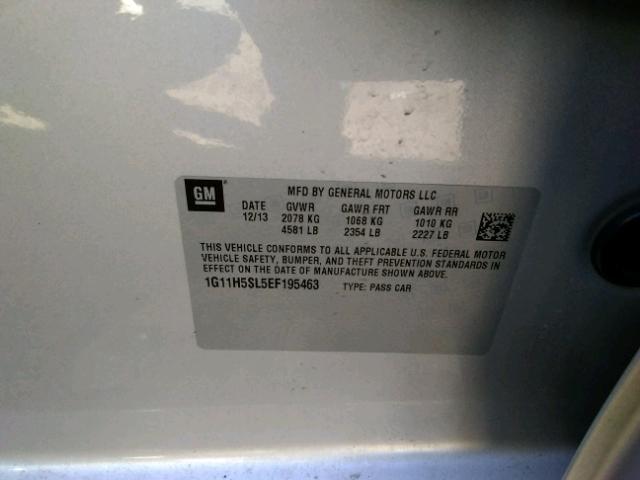 GM
MFD BY GENERAL MOTORS LLC
DATE GVWR GAWR FRT GAWR RR
12/13 2078 KG 1068 KG 1010 KG
4581 LB 2354 LB 2227 LB
THIS VEHICLE CONFORMS TO ALL APPLICABLE U.S. FEDERAL MOTOR
VEHICLE SAFETY, BUMPER, AND THEFT PREVENTION STANDARDS IN
EFFECT ON THE DATE OF MANUFACTURE SHOWN ABOVE.
1G11H5SL5EF195463 TYPE: PASS CAR